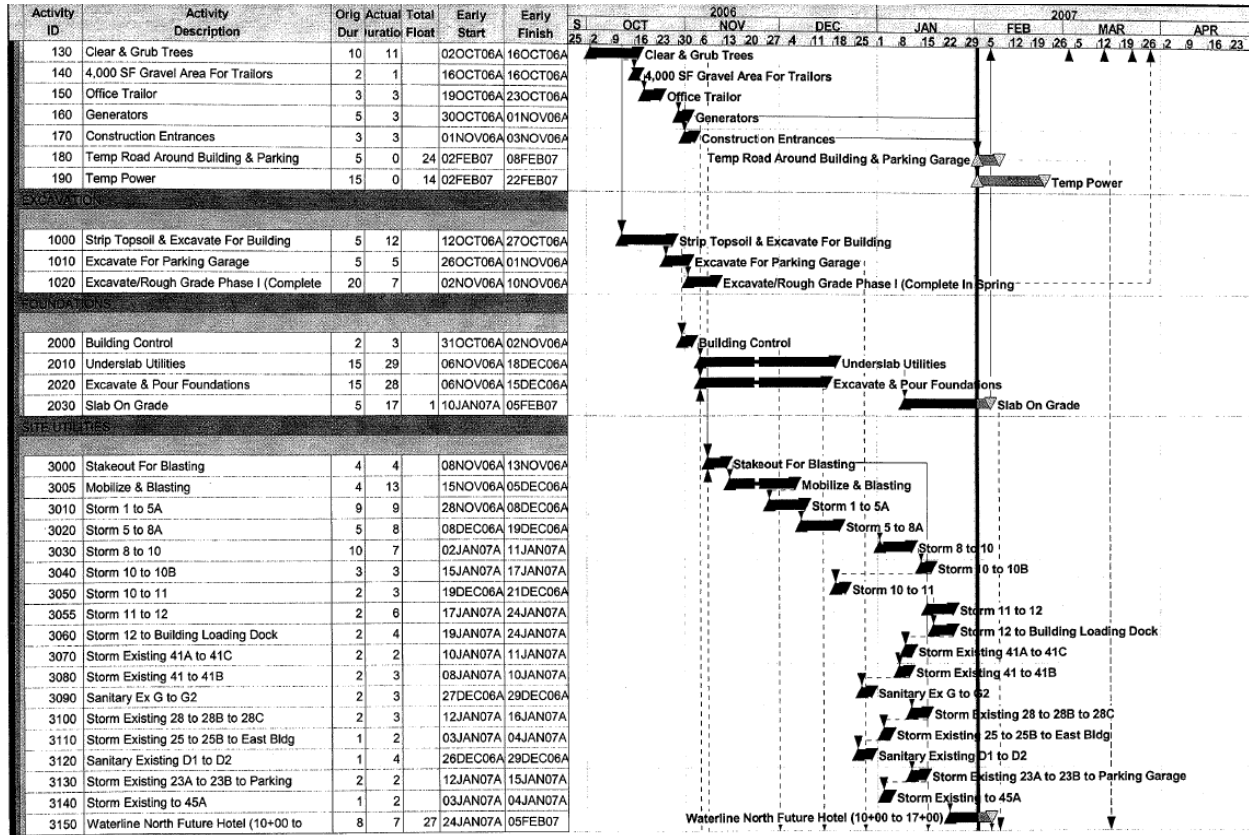 Activity Activity Orig Actual Total Early Early 2006 2007
ID Description Dur uratio Float Start Finish S OCT NOV DEC JAN FEB MAR APR
25 2 9 16 23 30 6 13 20 27 4 11 18 25 1 8 15 22 29 5 12 19 26 5 12 19 26 2 9 16 23
130 Clear & Grub Trees 10 11 02OCT06A 16OCT06A Clear & Grub Trees
140 4,000 SF Gravel Area For Trailors 2 1 16OCT06A 16OCT06A 4,000 SF Gravel Area For Trailors
150 Office Trailor 3 3 19OCT06A 23OCT06A Office Trailor
160 Generators 5 3 30OCT06A 01NOV06A Generators
170 Construction Entrances 3 3 01NOV06A 03NOV06A Construction Entrances
180 Temp Road Around Building & Parking 5 0 24 02FEB07 08FEB07 Temp Road Around Building & Parking Garage
190 Temp Power 15 0 14 02FEB07 22FEB07 Temp Power
EXCAVATION
1000 Strip Topsoil & Excavate For Building 5 12 12OCT06A 27OCT06A Strip Topsoil & Excavate For Building
1010 Excavate For Parking Garage 5 5 26OCT06A 01NOV06A Excavate For Parking Garage
1020 Excavate/Rough Grade Phase I (Complete 20 7 02NOV06A 10NOV06A Excavate/Rough Grade Phase I (Complete In Spring
FOUNDATIONS
2000 Building Control 2 3 31OCT06A 02NOV06A Building Control
2010 Underslab Utilities 15 29 06NOV06A 18DEC06A Underslab Utilities
2020 Excavate & Pour Foundations 15 28 06NOV06A 15DEC06A Excavate & Pour Foundations
2030 Slab On Grade 5 17 1 10JAN07A 05FEB07 Slab On Grade
SITE UTILITIES
3000 Stakeout For Blasting 4 4 08NOV06A 13NOV06A Stakeout For Blasting
3005 Mobilize & Blasting 4 13 15NOV06A 05DEC06A Mobilize & Blasting
3010 Storm 1 to 5A 9 9 28NOV06A 08DEC06A Storm 1 to 5A
3020 Storm 5 to 8A 5 8 08DEC06A 19DEC06A Storm 5 to 8A
3030 Storm 8 to 10 10 7 02JAN07A 11JAN07A Storm 8 to 10
3040 Storm 10 to 10B 3 3 15JAN07A 17JAN07A Storm 10 to 10B
3050 Storm 10 to 11 2 3 19DEC06A 21DEC06A Storm 10 to 11
3055 Storm 11 to 12 2 6 17JAN07A 24JAN07A Storm 11 to 12
3060 Storm 12 to Building Loading Dock 2 4 19JAN07A 24JAN07A Storm 12 to Building Loading Dock
3070 Storm Existing 41A to 41C 2 2 10JAN07A 11JAN07A Storm Existing 41A to 41C
3080 Storm Existing 41 to 41B 2 3 08JAN07A 10JAN07A Storm Existing 41 to 41B
3090 Sanitary Ex G to G2 2 3 27DEC06A 29DEC06A Sanitary Ex G to G2
3100 Storm Existing 28 to 28B to 28C 2 3 12JAN07A 16JAN07A Storm Existing 28 to 28B to 28C
3110 Storm Existing 25 to 25B to East Bldg 1 2 03JAN07A 04JAN07A Storm Existing 25 to 25B to East Bldg
3120 Sanitary Existing D1 to D2 1 4 26DEC06A 29DEC06A Sanitary Existing D1 to D2
3130 Storm Existing 23A to 23B to Parking 2 2 12JAN07A 15JAN07A Storm Existing 23A to 23B to Parking Garage
3140 Storm Existing to 45A 1 2 03JAN07A 04JAN07A Storm Existing to 45A
3150 Waterline North Future Hotel (10+00 to 8 7 27 24JAN07A 05FEB07 Waterline North Future Hotel (10+00 to 17+00)